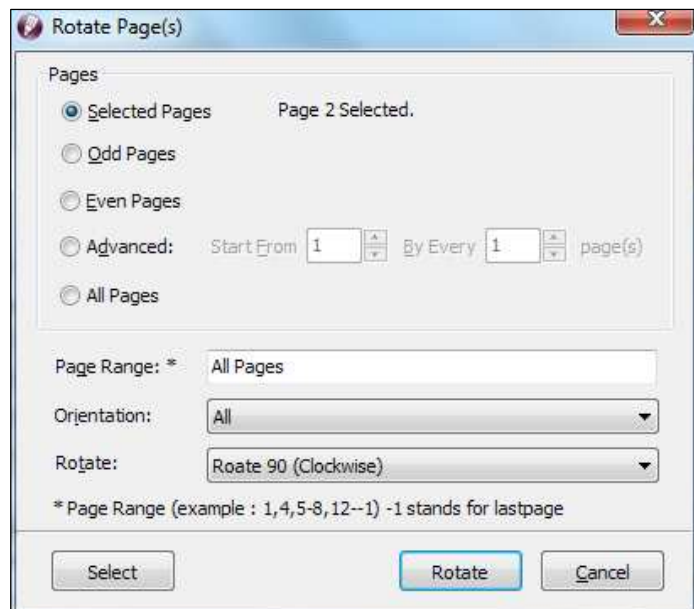 Rotate Page(s)
Pages
Selected Pages Page 2 Selected.
Odd Pages
Even Pages
Advanced: Start From 1 By Every 1 page(s)
All Pages
Page Range: * All Pages
Orientation: All
Rotate: Roate 90 (Clockwise)
* Page Range (example : 1,4,5-8,12--1) -1 stands for lastpage
Select Rotate Cancel